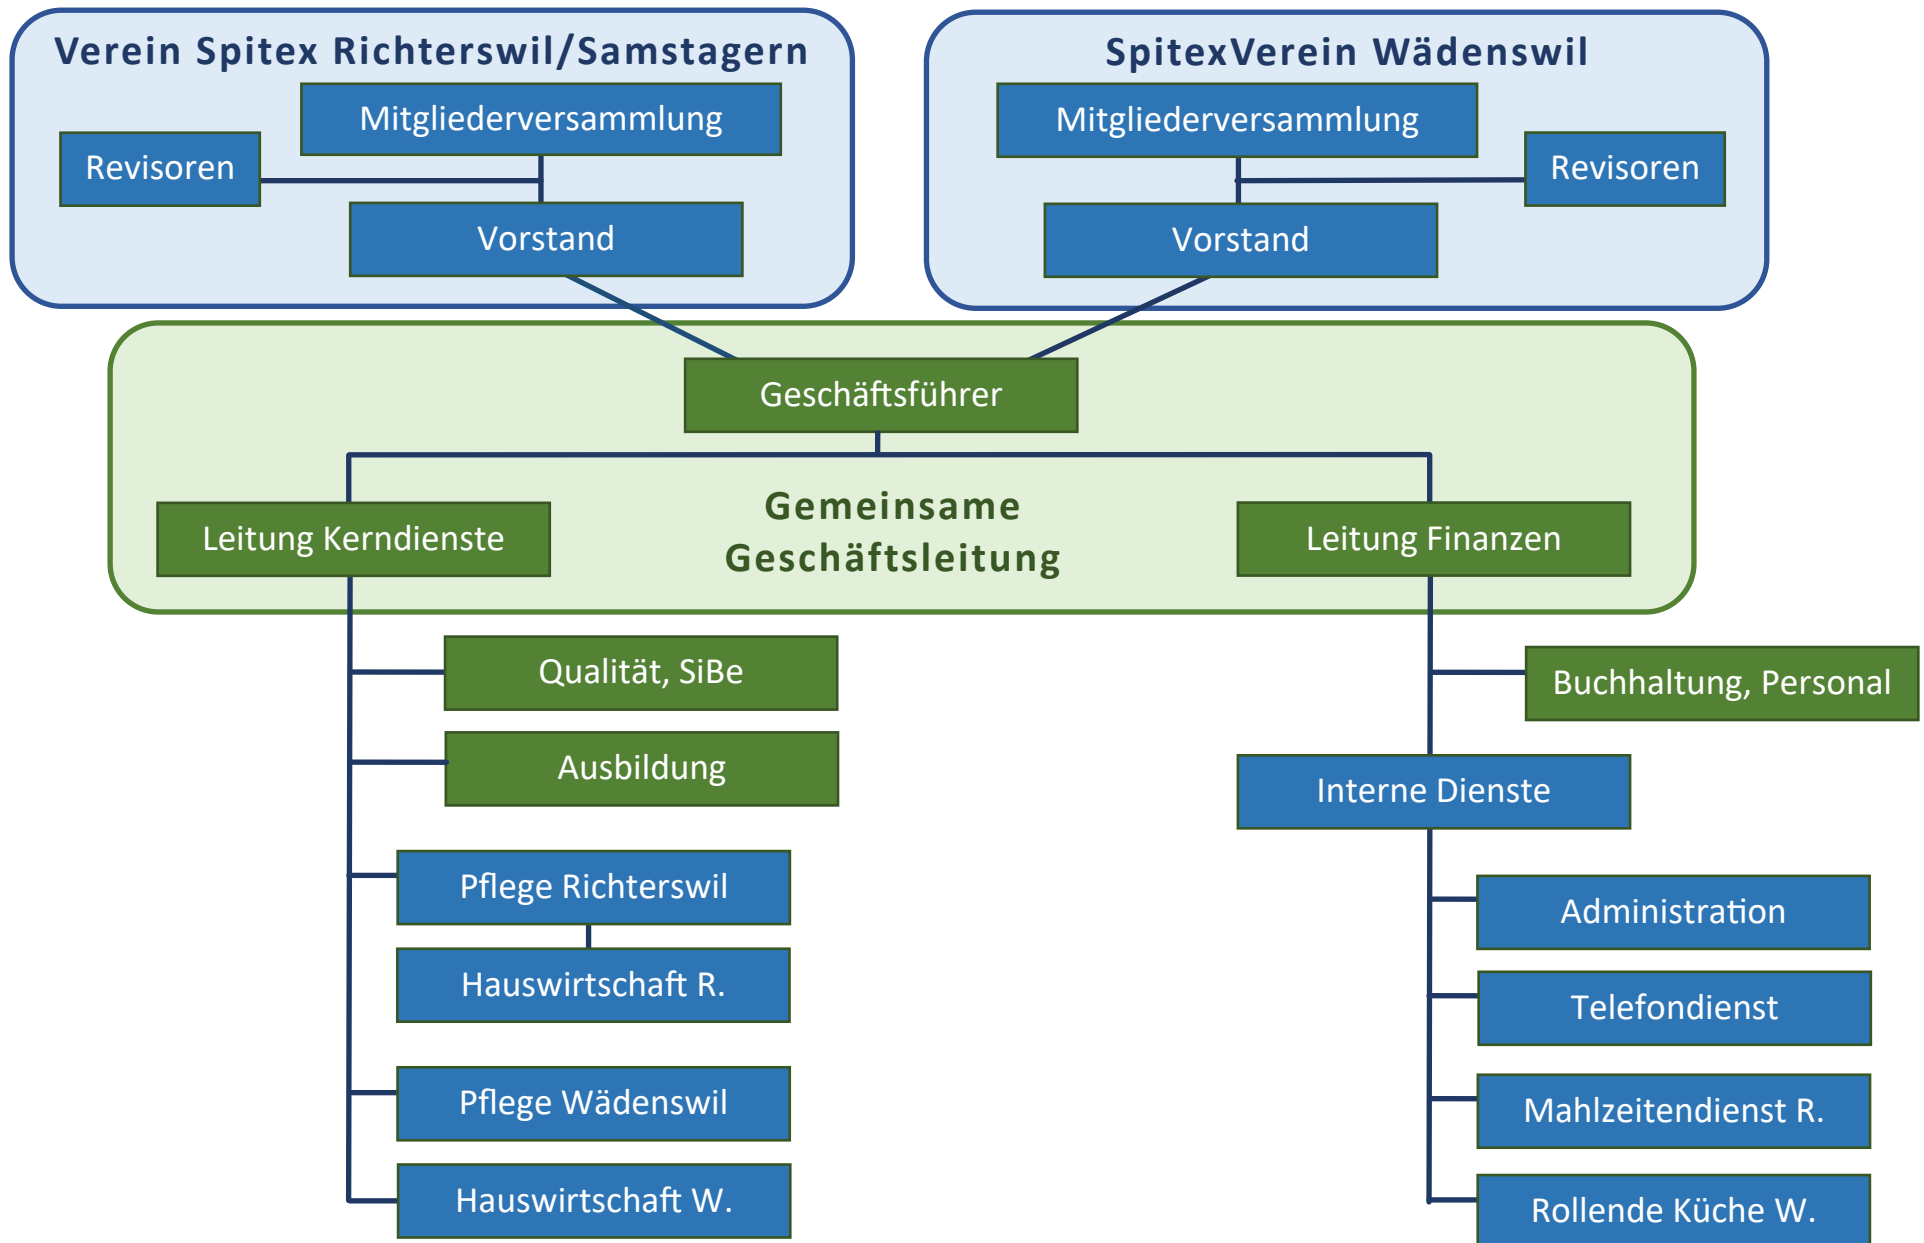 Verein Spitex Richterswil/Samstagern
Mitgliederversammlung
Revisoren
Vorstand
SpitexVerein Wädenswil
Mitgliederversammlung
Revisoren
Vorstand
Geschäftsführer
Gemeinsame
Geschäftsleitung
Leitung Kerndienste
Leitung Finanzen
Qualität, SiBe
Ausbildung
Pflege Richterswil
Hauswirtschaft R.
Pflege Wädenswil
Hauswirtschaft W.
Buchhaltung, Personal
Interne Dienste
Administration
Telefondienst
Mahlzeitendienst R.
Rollende Küche W.